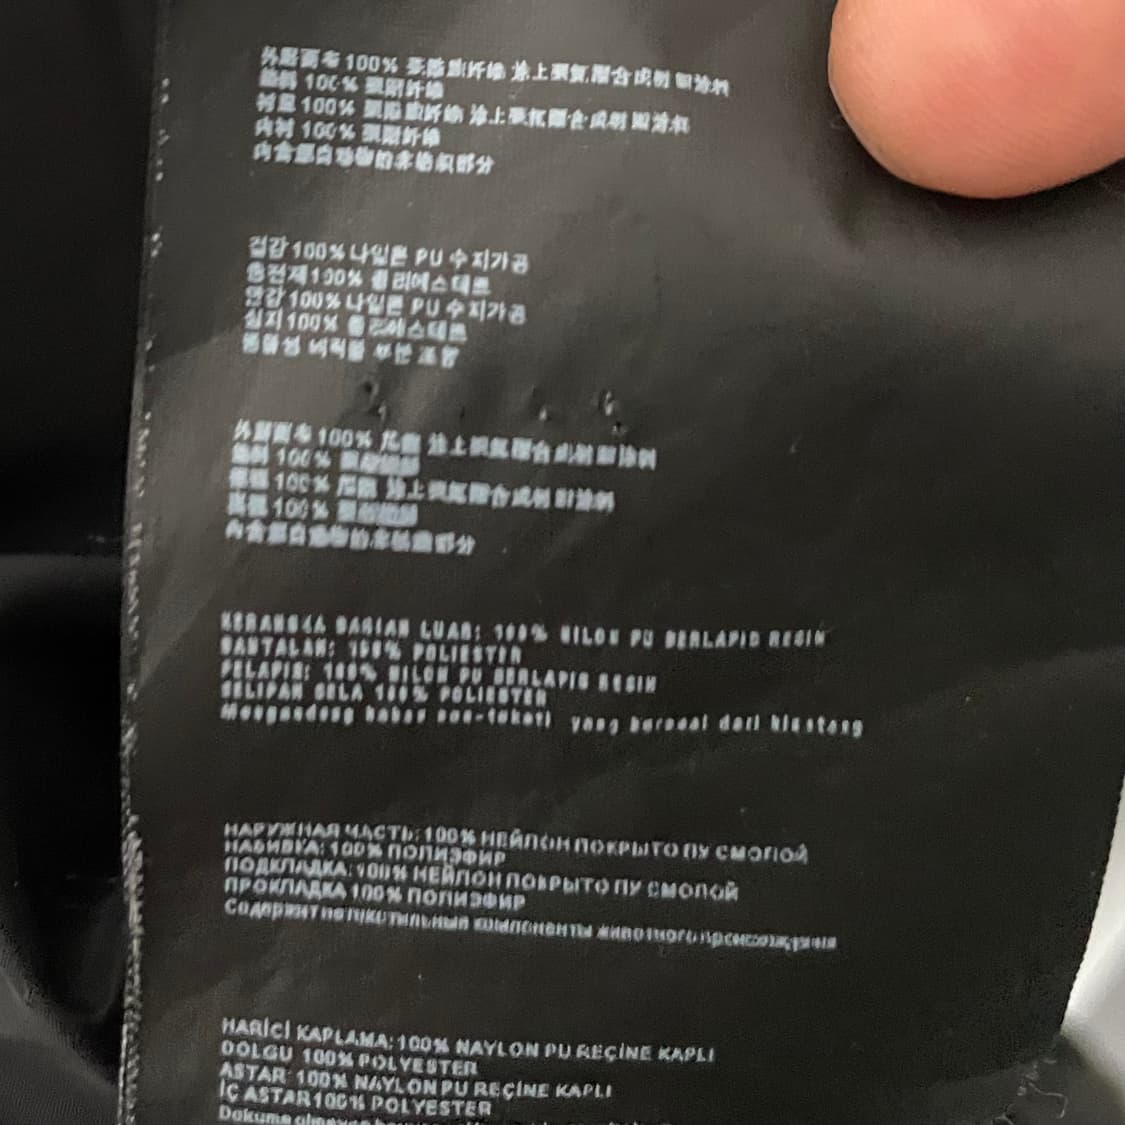 外层面布 100% 聚酰胺纤维 涂上聚氨酯合成树脂涂料
100% 聚酯纤维
衬里 100% 聚酰胺纤维 涂上聚氨酯合成树脂涂料
内衬 100% 聚酯纤维
内含源自动物的非纺织部分
겉감 100% 나일론 PU 수지가공
충전재 100% 폴리에스테르
안감 100% 나일론 PU 수지가공
심지 100% 폴리에스테르
동물성 비직물 부분 포함
外層面布 100% 尼龍 塗上聚氨酯合成樹脂塗料
100%
100% 尼龍 塗上聚氨酯合成樹脂塗料
100%
內含源自動物的非紡織部分
KERANGKA BAGIAN LUAR: 100% NILON PU BERLAPIS RESIN
BANTALAN: 100% POLIESTER
PELAPIS: 100% NILON PU BERLAPIS RESIN
SELIPAN SELA 100% POLIESTER
yang berasal dari
НАРУЖНАЯ ЧАСТЬ: 100% НЕЙЛОН ПОКРЫТО ПУ СМОЛОЙ
НАБИВКА: 100% ПОЛИЭФИР
ПОДКЛАДКА: 100% НЕЙЛОН ПОКРЫТО ПУ СМОЛОЙ
ПРОКЛАДКА 100% ПОЛИЭФИР
Содержит нетекстильные компоненты животного происхождения
HARİCİ KAPLAMA: 100% NAYLON PU REÇİNE KAPLI
DOLGU 100% POLYESTER
ASTAR 100% NAYLON PU REÇİNE KAPLI
İÇ ASTAR 100% POLYESTER